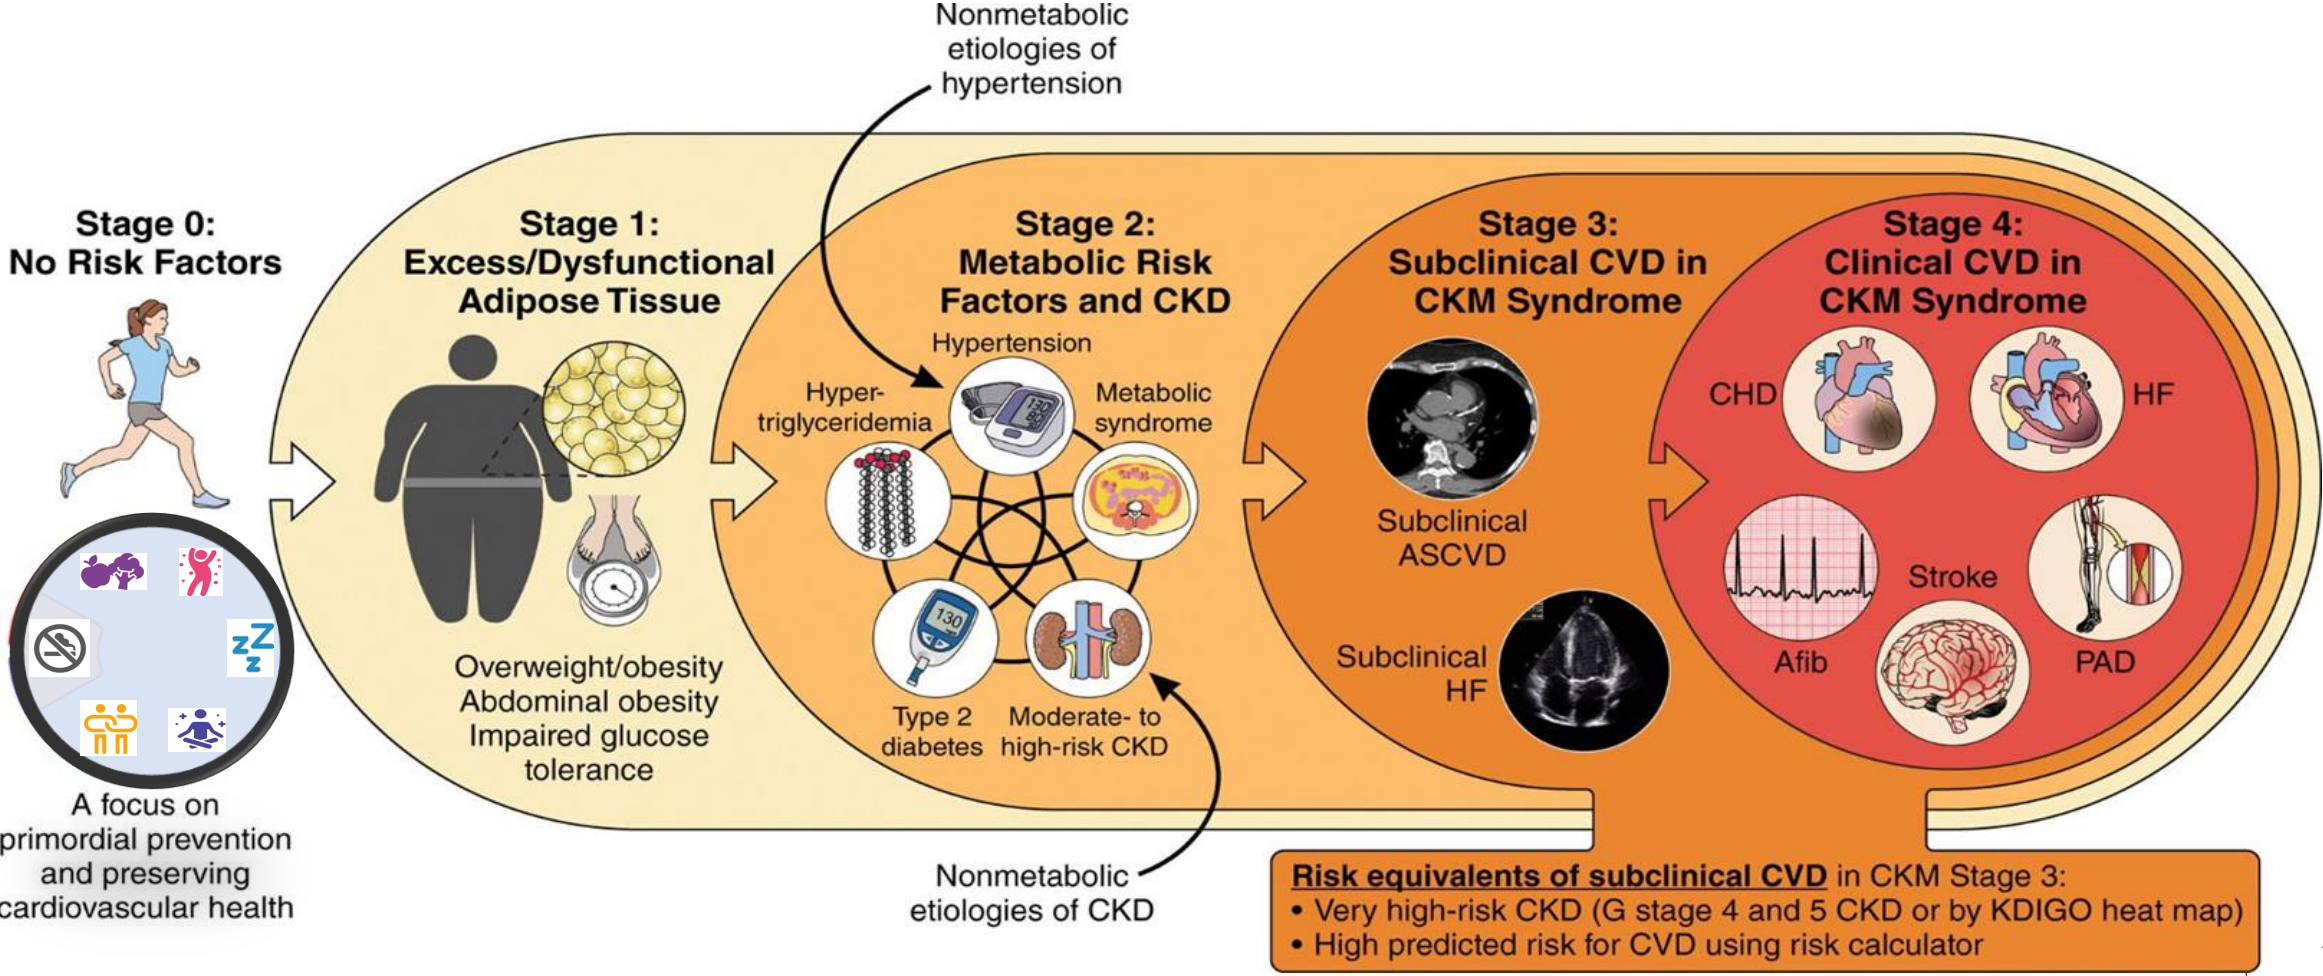 Nonmetabolic
etiologies of
hypertension
Stage 0:
No Risk Factors
A focus on
primordial prevention
and preserving
cardiovascular health
Stage 1:
Excess/Dysfunctional
Adipose Tissue
Overweight/obesity
Abdominal obesity
Impaired glucose
tolerance
Stage 2:
Metabolic Risk
Factors and CKD
Hypertension
Hyper-
triglyceridemia
Metabolic
syndrome
130
Type 2
diabetes
Moderate- to
high-risk CKD
Nonmetabolic
etiologies of CKD
Stage 3:
Subclinical CVD in
CKM Syndrome
Subclinical
ASCVD
Subclinical
HF
Stage 4:
Clinical CVD in
CKM Syndrome
CHD
HF
Afib
Stroke
PAD
Risk equivalents of subclinical CVD in CKM Stage 3:
• Very high-risk CKD (G stage 4 and 5 CKD or by KDIGO heat map)
• High predicted risk for CVD using risk calculator
zZz